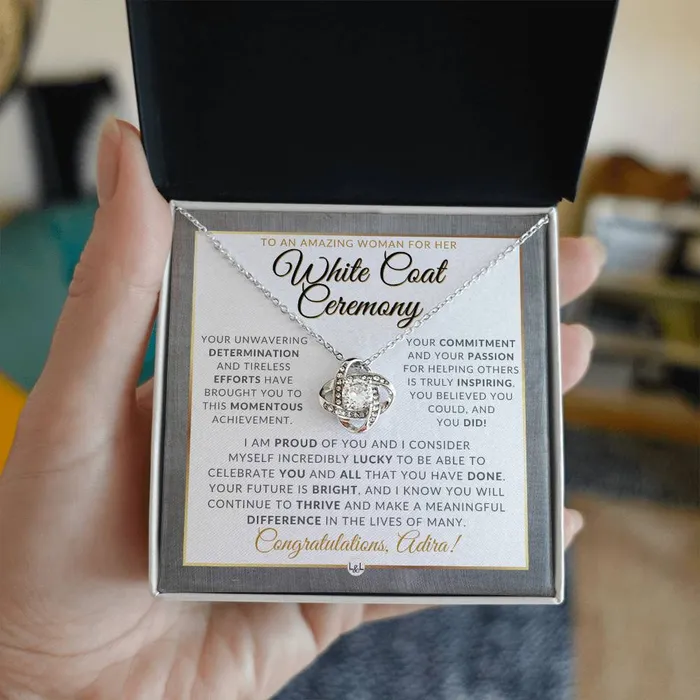 TO AN AMAZING WOMAN FOR HER
White Coat
Ceremony
YOUR UNWAVERING
DETERMINATION
AND TIRELESS
EFFORTS HAVE
BROUGHT YOU TO
THIS MOMENTOUS
ACHIEVEMENT.
YOUR COMMITMENT
AND YOUR PASSION
FOR HELPING OTHERS
IS TRULY INSPIRING.
YOU BELIEVED YOU
COULD, AND
YOU DID!
I AM PROUD OF YOU AND I CONSIDER
MYSELF INCREDIBLY LUCKY TO BE ABLE TO
CELEBRATE YOU AND ALL THAT YOU HAVE DONE.
YOUR FUTURE IS BRIGHT, AND I KNOW YOU WILL
CONTINUE TO THRIVE AND MAKE A MEANINGFUL
DIFFERENCE IN THE LIVES OF MANY.
Congratulations, Adira!
L&L